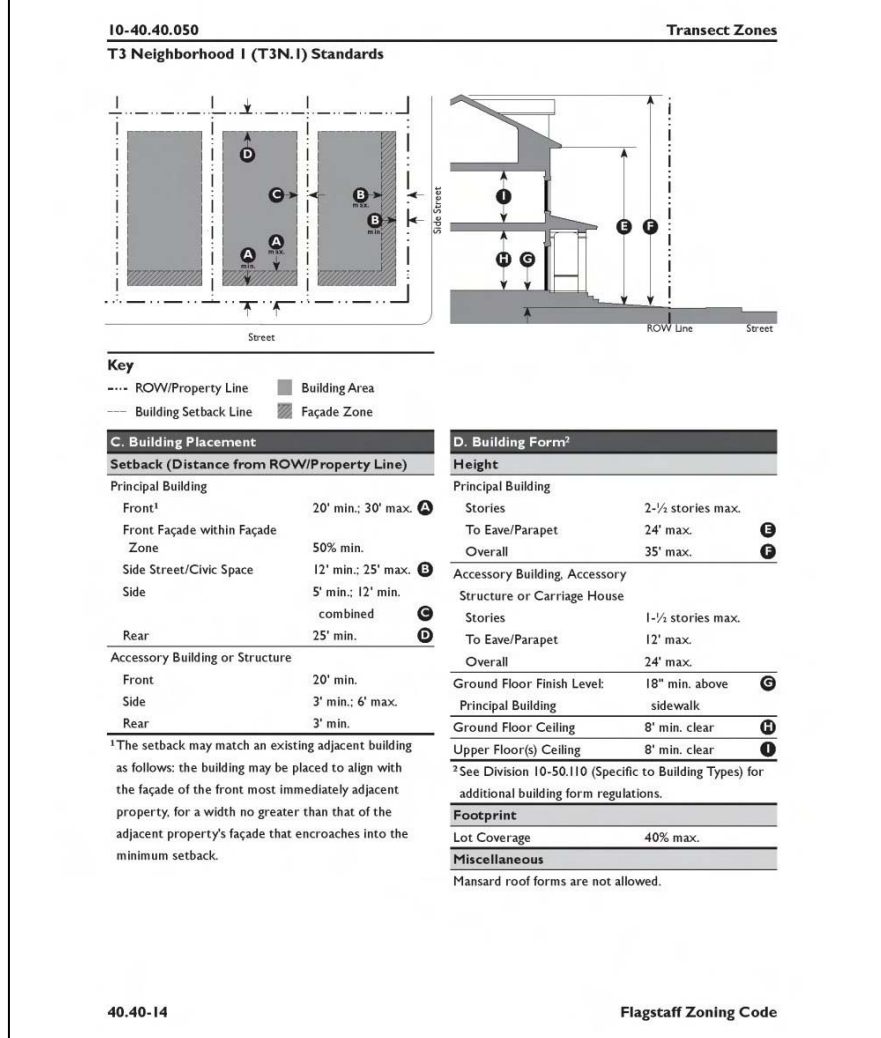 10-40.40.050 Transect Zones
T3 Neighborhood 1 (T3N.1) Standards
D
C
B
max.
B
min.
A
min.
A
max.
Side Street
Street
I
H
G
E
F
ROW Line
Street
Key
ROW/Property Line
Building Area
Building Setback Line
Façade Zone
C. Building Placement
Setback (Distance from ROW/Property Line)
Principal Building
Front¹ 20' min.; 30' max. A
Front Façade within Façade
Zone 50% min.
Side Street/Civic Space 12' min.; 25' max. B
Side 5' min.; 12' min.
combined C
Rear 25' min. D
Accessory Building or Structure
Front 20' min.
Side 3' min.; 6' max.
Rear 3' min.
¹The setback may match an existing adjacent building
as follows: the building may be placed to align with
the façade of the front most immediately adjacent
property, for a width no greater than that of the
adjacent property's façade that encroaches into the
minimum setback.
D. Building Form²
Height
Principal Building
Stories 2-½ stories max.
To Eave/Parapet 24' max. E
Overall 35' max. F
Accessory Building, Accessory
Structure or Carriage House
Stories 1-½ stories max.
To Eave/Parapet 12' max.
Overall 24' max.
Ground Floor Finish Level: 18" min. above G
Principal Building sidewalk
Ground Floor Ceiling 8' min. clear H
Upper Floor(s) Ceiling 8' min. clear I
²See Division 10-50.110 (Specific to Building Types) for
additional building form regulations.
Footprint
Lot Coverage 40% max.
Miscellaneous
Mansard roof forms are not allowed.
40.40-14 Flagstaff Zoning Code